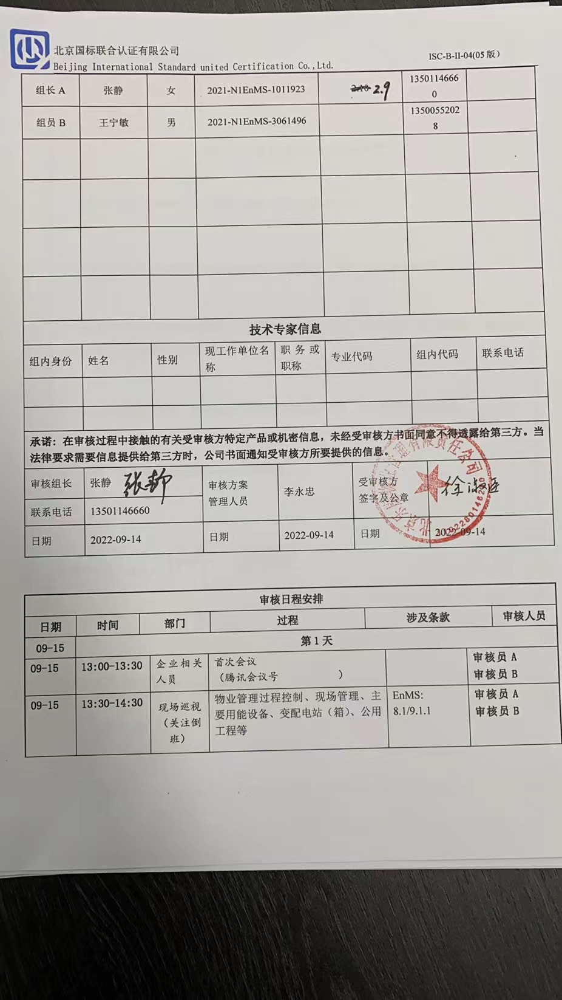 北京国标联合认证有限公司
Beijing International Standard united Certification Co.,Ltd.
ISC-B-II-04(05 版)
组长 A 张静 女 2021-N1EnMS-1011923 2.10 2.9 1350114666
0
组员 B 王宁敏 男 2021-N1EnMS-3061496 1350055202
8
技术专家信息
组内身份 姓名 性别 现工作单位名 职 务 或 专业代码 组内代码 联系电话
称 职称
承诺：在审核过程中接触的有关受审核方特定产品或机密信息，未经受审核方书面同意不得透露给第三方。当
法律要求需要信息提供给第三方时，公司书面通知受审核方所要提供的信息。
审核组长 张静 张静 审核方案 李永忠 受审核方
管理人员 签字及公章
联系电话 13501146660
日期 2022-09-14 日期 2022-09-14 日期 2022-09-14
审核日程安排
日期 时间 部门 过程 涉及条款 审核人员
09-15 第 1 天
09-15 13:00-13:30 企业相关 首次会议 审核员 A
人员 （腾讯会议号 ） 审核员 B
09-15 13:30-14:30 现场巡视 物业管理过程控制、现场管理、主 EnMS: 审核员 A
（关注倒 要用能设备、变配电站（箱）、公用 8.1/9.1.1 审核员 B
班） 工程等